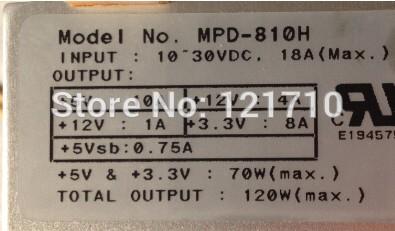 Model No. MPD-810H
INPUT : 10~30VDC, 18A(Max.)
OUTPUT:
Store No: 121710
+12V : 1A +3.3V : 8A
C
E194575
+5Vsb:0.75A
+5V & +3.3V : 70W(max.)
TOTAL OUTPUT : 120W(max.)